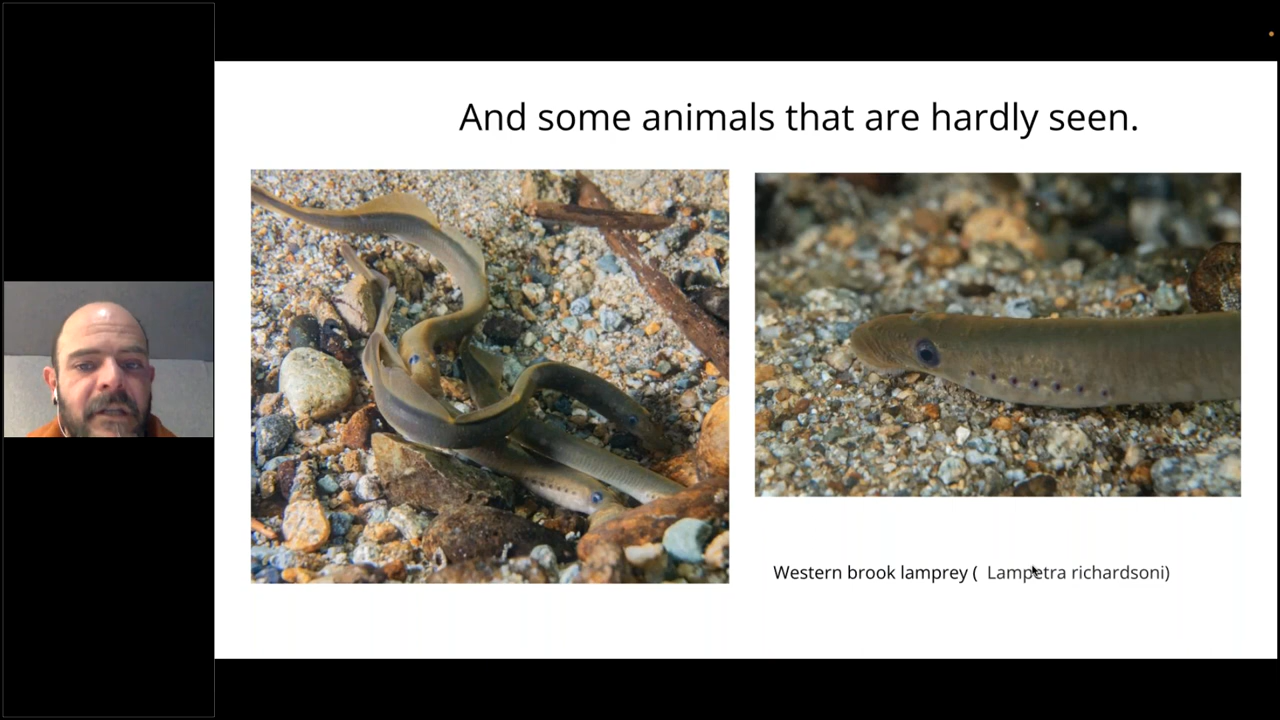 And some animals that are hardly seen.
Western brook lamprey ( Lampetra richardsoni)